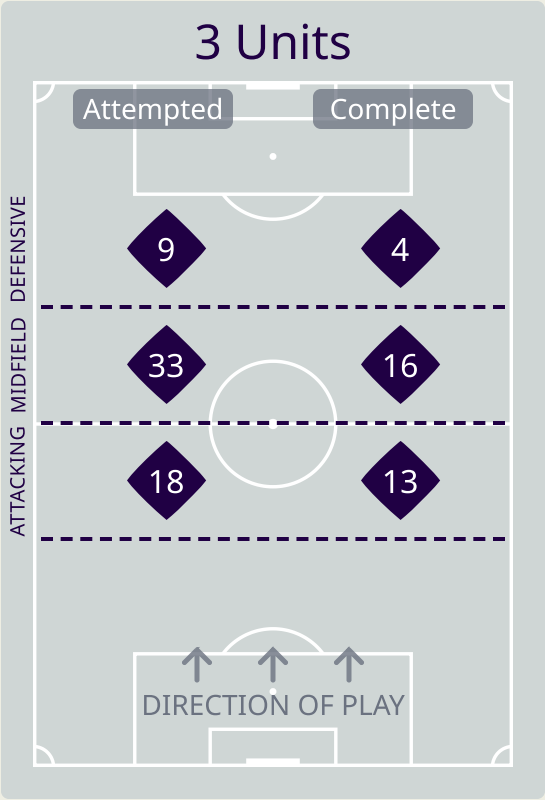 3 Units
Attempted Complete
DEFENSIVE
9 4
MIDFIELD
33 16
ATTACKING
18 13
DIRECTION OF PLAY